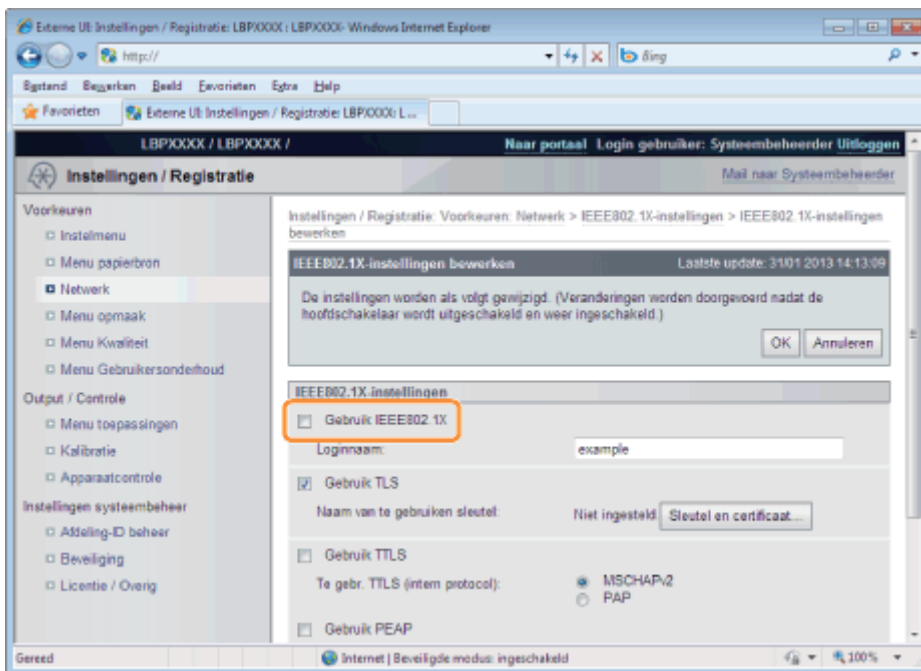 Externe UI: Instellingen / Registratie: LBPXXXX : LBPXXXX- Windows Internet Explorer
http://
Bing
Bestand Bewerken Beeld Favorieten Extra Help
Favorieten
Externe UI: Instellingen / Registratie: LBPXXXX: L...
LBPXXXX / LBPXXXX /
Naar portaal Login gebruiker: Systeembeheerder Uitloggen
Instellingen / Registratie
Mail naar Systeembeheerder
Voorkeuren
Instelmenu
Menu papierbron
Netwerk
Menu opmaak
Menu Kwaliteit
Menu Gebruikersonderhoud
Output / Controle
Menu toepassingen
Kalibratie
Apparaatcontrole
Instellingen systeembeheer
Afdeling-ID beheer
Beveiliging
Licentie / Overig
Instellingen / Registratie: Voorkeuren: Netwerk > IEEE802.1X-instellingen > IEEE802.1X-instellingen
bewerken
IEEE802.1X-instellingen bewerken
Laatste update: 31/01 2013 14:13:09
De instellingen worden als volgt gewijzigd. (Veranderingen worden doorgevoerd nadat de
hoofdschakelaar wordt uitgeschakeld en weer ingeschakeld.)
OK Annuleren
IEEE802.1X-instellingen
Gebruik IEEE802.1X
Loginnaam: example
Gebruik TLS
Naam van te gebruiken sleutel: Niet ingesteld Sleutel en certificaat...
Gebruik TTLS
Te gebr. TTLS (intern protocol): MSCHAPv2
PAP
Gebruik PEAP
Gereed
Internet | Beveiligde modus: ingeschakeld
100%